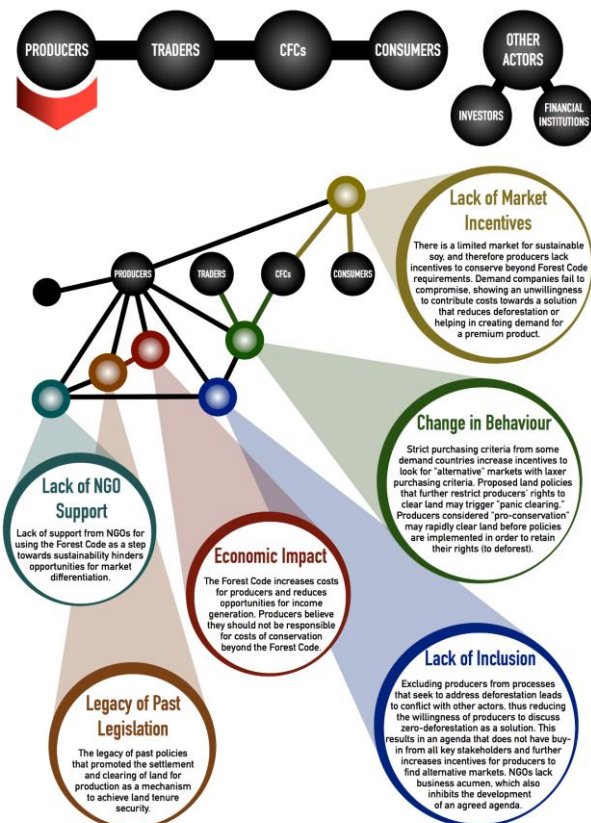 PRODUCERS
TRADERS
CFCs
CONSUMERS
OTHER
ACTORS
INVESTORS
FINANCIAL
INSTITUTIONS
Lack of Market
Incentives
There is a limited market for sustainable
soy, and therefore producers lack
incentives to conserve beyond Forest Code
requirements. Demand companies fail to
compromise, showing an unwillingness
to contribute costs towards a solution
that reduces deforestation or
helping in creating demand for
a premium product.
PRODUCERS
TRADERS
CFCs
CONSUMERS
Change in Behaviour
Strict purchasing criteria from some
demand countries increase incentives to
look for "alternative" markets with laxer
purchasing criteria. Proposed land policies
that further restrict producers' rights to
clear land may trigger "panic clearing."
Producers considered "pro-conservation"
may rapidly clear land before policies
are implemented in order to retain
their rights (to deforest).
Lack of NGO
Support
Lack of support from NGOs for
using the Forest Code as a step
towards sustainability hinders
opportunities for market
differentiation.
Economic Impact
The Forest Code increases costs
for producers and reduces
opportunities for income
generation. Producers believe
they should not be responsible
for costs of conservation
beyond the Forest Code.
Lack of Inclusion
Excluding producers from processes
that seek to address deforestation leads
to conflict with other actors, thus reducing
the willingness of producers to discuss
zero-deforestation as a solution. This
results in an agenda that does not have buy-
in from all key stakeholders and further
increases incentives for producers to
find alternative markets. NGOs lack
business acumen, which also
inhibits the development
of an agreed agenda.
Legacy of Past
Legislation
The legacy of past policies
that promoted the settlement
and clearing of land for
production as a mechanism
to achieve land tenure
security.